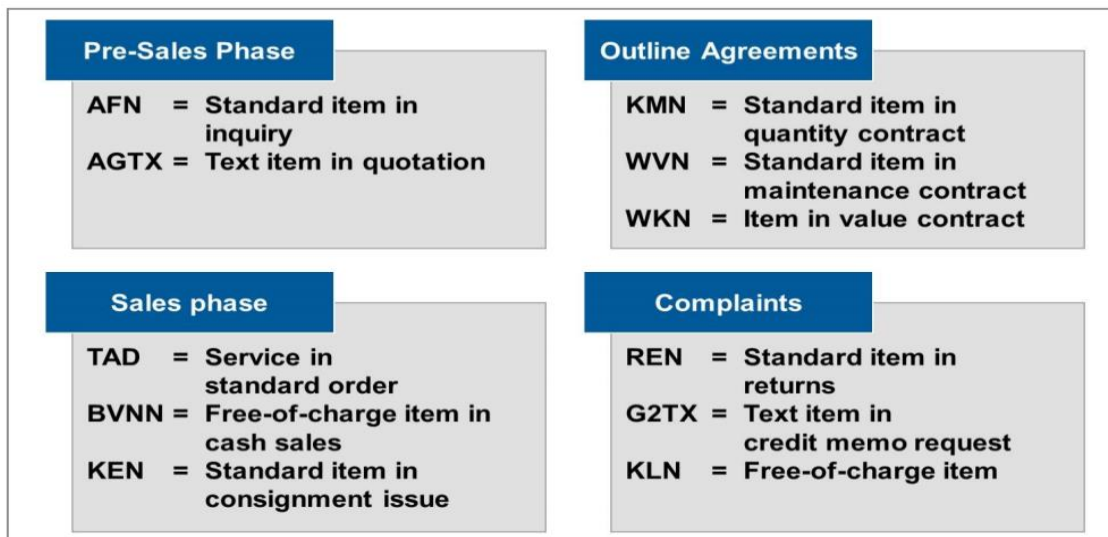 Pre-Sales Phase
AFN = Standard item in
inquiry
AGTX = Text item in quotation
Outline Agreements
KMN = Standard item in
quantity contract
WVN = Standard item in
maintenance contract
WKN = Item in value contract
Sales phase
TAD = Service in
standard order
BVNN = Free-of-charge item in
cash sales
KEN = Standard item in
consignment issue
Complaints
REN = Standard item in
returns
G2TX = Text item in
credit memo request
KLN = Free-of-charge item